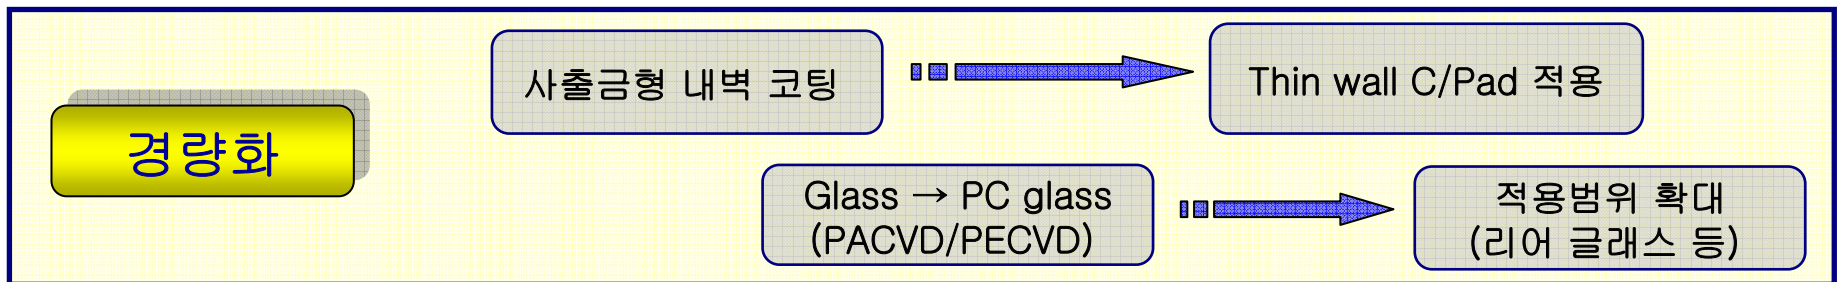 경량화
사출금형 내벽 코팅
Thin wall C/Pad 적용
Glass → PC glass
(PACVD/PECVD)
적용범위 확대
(리어 글래스 등)